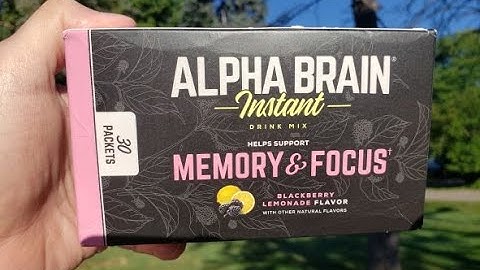 ALPHA BRAIN®
Instant
DRINK MIX
HELPS SUPPORT
MEMORY & FOCUS†
BLACKBERRY
LEMONADE FLAVOR
WITH OTHER NATURAL FLAVORS
30
PACKETS